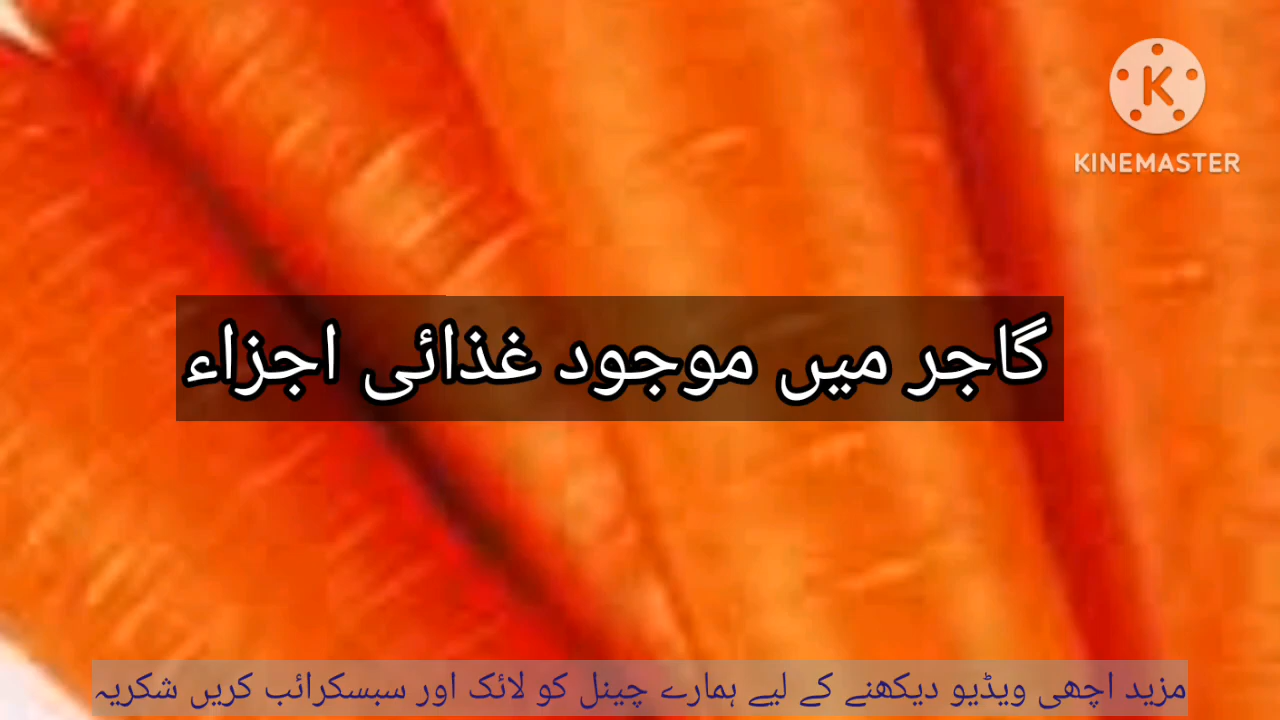 K
KINEMASTER
گاجر میں موجود غذائی اجزاء
مزید اچھی ویڈیو دیکھنے کے لیے ہمارے چینل کو لائک اور سبسکرائب کریں شکریہ